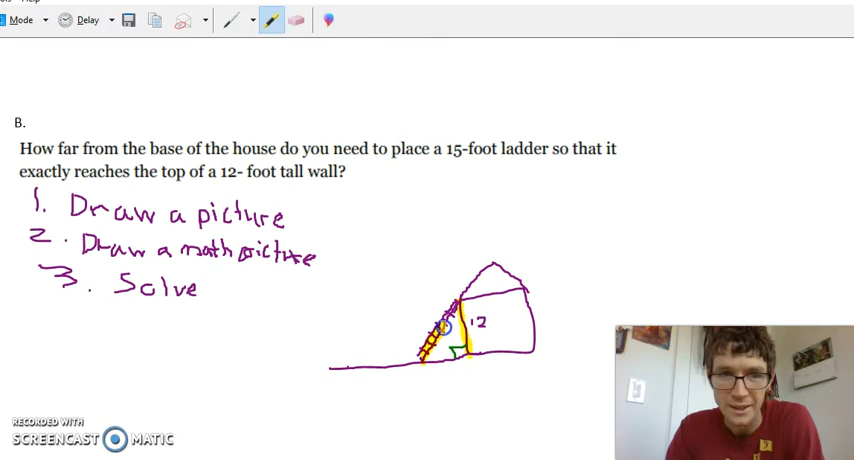 Mode
Delay
B.
How far from the base of the house do you need to place a 15-foot ladder so that it
exactly reaches the top of a 12- foot tall wall?
1. Draw a picture
2. Draw a math picture
3. Solve
12
RECORDED WITH
SCREENCAST MATIC